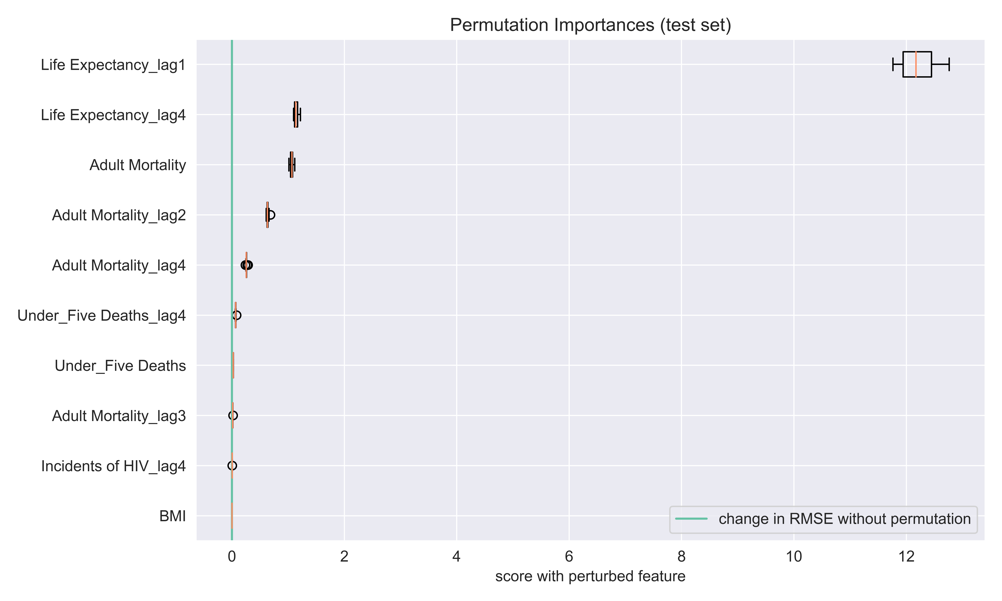 Permutation Importances (test set)
Life Expectancy_lag1
Life Expectancy_lag4
Adult Mortality
Adult Mortality_lag2
Adult Mortality_lag4
Under_Five Deaths_lag4
Under_Five Deaths
Adult Mortality_lag3
Incidents of HIV_lag4
BMI
change in RMSE without permutation
0 2 4 6 8 10 12
score with perturbed feature